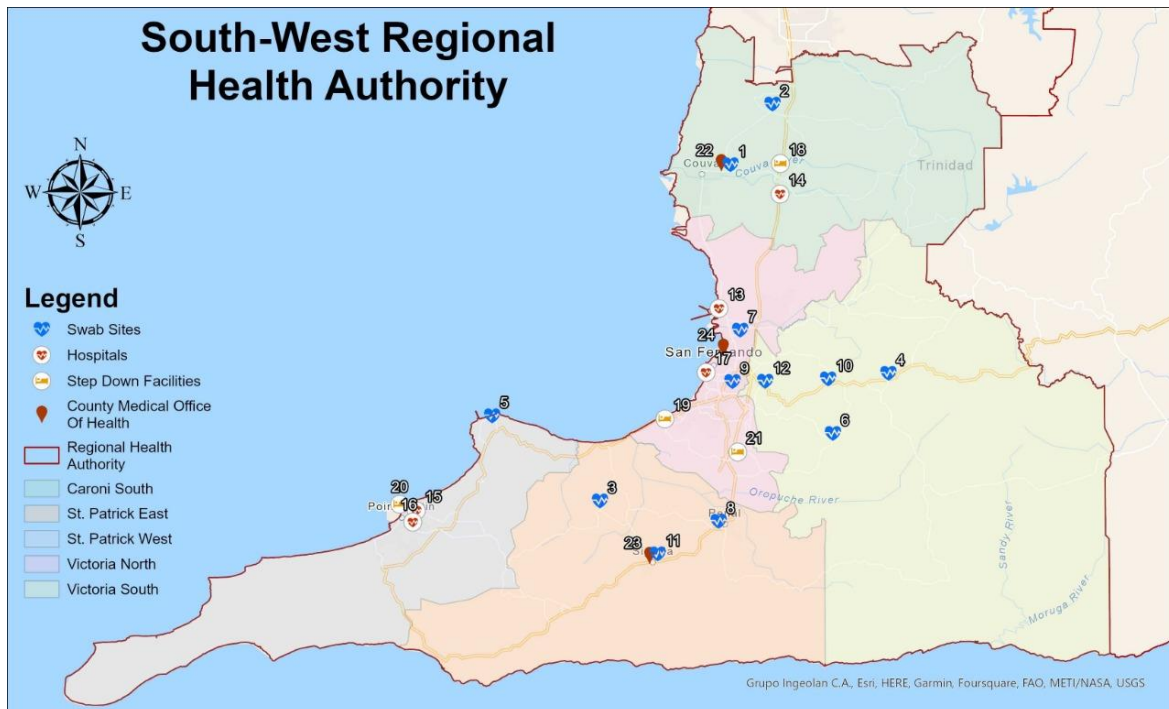 South-West Regional
Health Authority
N
W
E
S
Legend
Swab Sites
Hospitals
Step Down Facilities
County Medical Office
Of Health
Regional Health
Authority
Caroni South
St. Patrick East
St. Patrick West
Victoria North
Victoria South
2
22
1
18
Couva River
Trinidad
14
13
7
24
San Fernando
17
9
12
10
4
5
19
6
21
20
15
16
3
Oropuche River
8
23
11
Sandy River
Moruga River
Grupo Ingeolan C.A., Esri, HERE, Garmin, Foursquare, FAO, METI/NASA, USGS